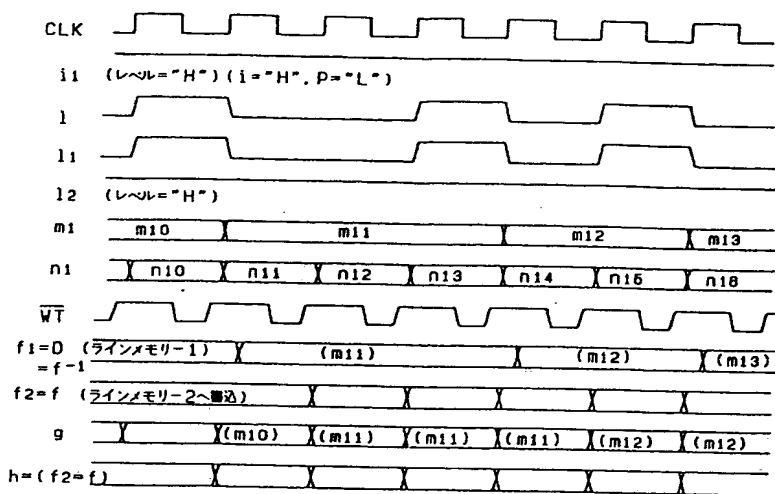 CLK
i1 (レベル="H") (i="H", P="L")
l
l1
l2 (レベル="H")
m1 m10 m11 m12 m13
n1 n10 n11 n12 n13 n14 n15 n16
WT
f1=0 (ラインメモリー1) (m11) (m12) (m13)
=f-1
f2=f (ラインメモリー2へ書込)
g (m10) (m11) (m11) (m11) (m12) (m12)
h=(f2=f)